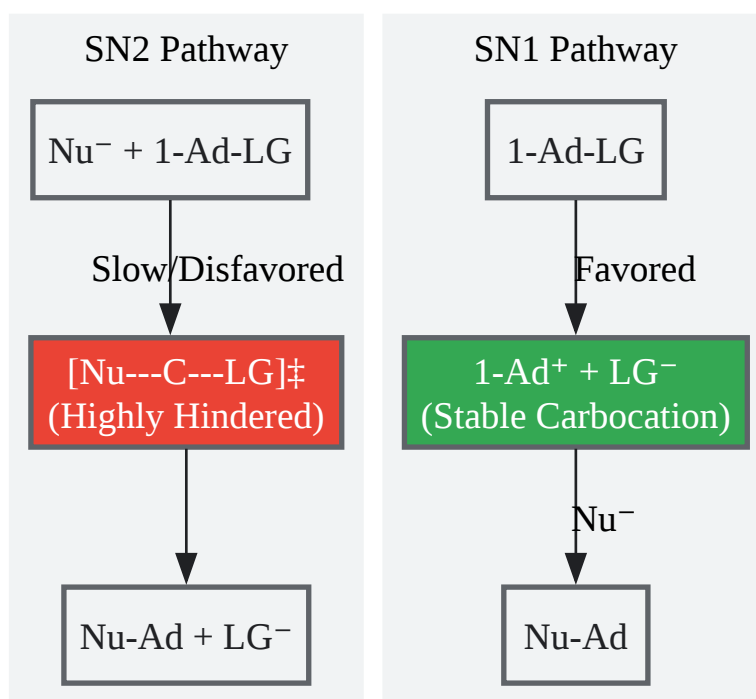 SN2 Pathway
Nu⁻ + 1-Ad-LG
Slow/Disfavored
[Nu---C---LG]‡
(Highly Hindered)
Nu-Ad + LG⁻
SN1 Pathway
1-Ad-LG
Favored
1-Ad⁺ + LG⁻
(Stable Carbocation)
Nu⁻
Nu-Ad